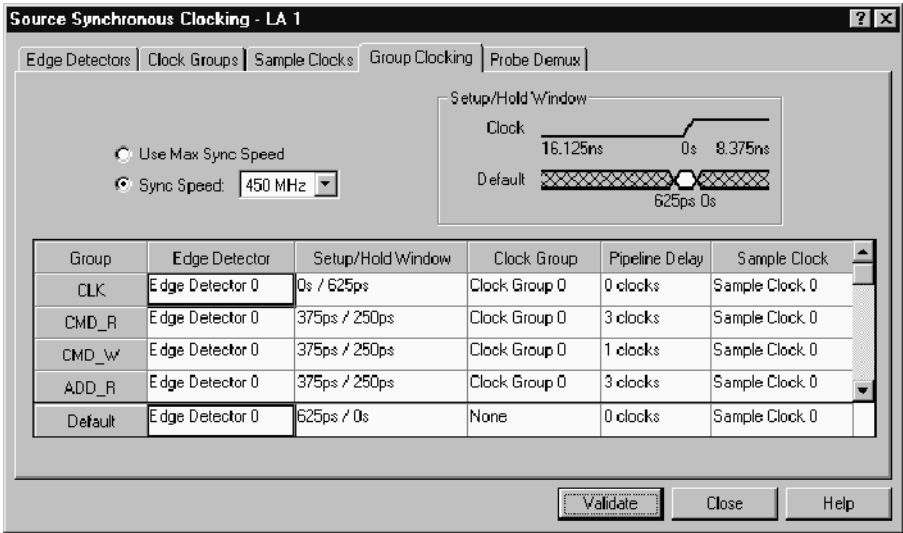 Source Synchronous Clocking - LA 1
Edge Detectors Clock Groups Sample Clocks Group Clocking Probe Demux
Setup/Hold Window
Clock
16.125ns 0s 8.375ns
Use Max Sync Speed
Sync Speed: 450 MHz
Default
625ps 0s
Group Edge Detector Setup/Hold Window Clock Group Pipeline Delay Sample Clock
CLK Edge Detector 0 0s / 625ps Clock Group 0 0 clocks Sample Clock 0
CMD_R Edge Detector 0 375ps / 250ps Clock Group 0 3 clocks Sample Clock 0
CMD_W Edge Detector 0 375ps / 250ps Clock Group 0 1 clocks Sample Clock 0
ADD_R Edge Detector 0 375ps / 250ps Clock Group 0 3 clocks Sample Clock 0
Default Edge Detector 0 625ps / 0s None 0 clocks Sample Clock 0
Validate Close Help